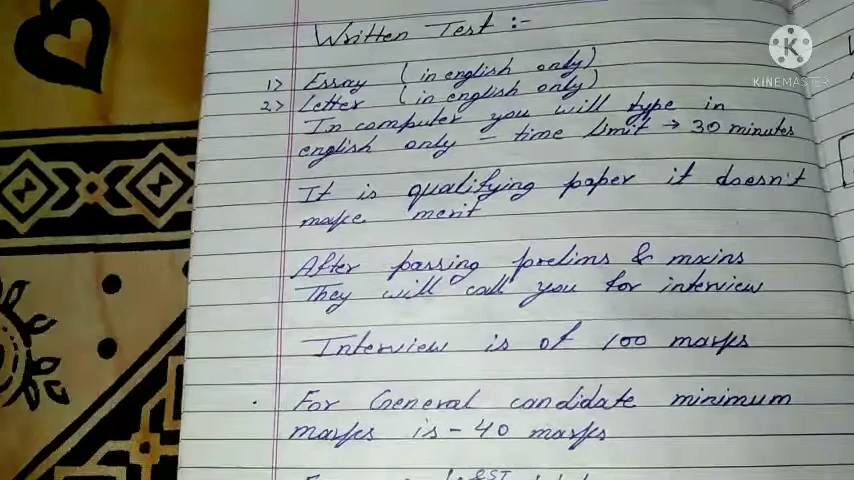 Written Test :-
1> Essay (in english only)
2> Letter (in english only)
In computer you will type in
english only - time limit → 30 minutes
It is qualifying paper it doesn't
make merit
After passing prelims & mains
They will call you for interview
Interview is of 100 marks
For General candidate minimum
marks is - 40 marks
KINEMASTER